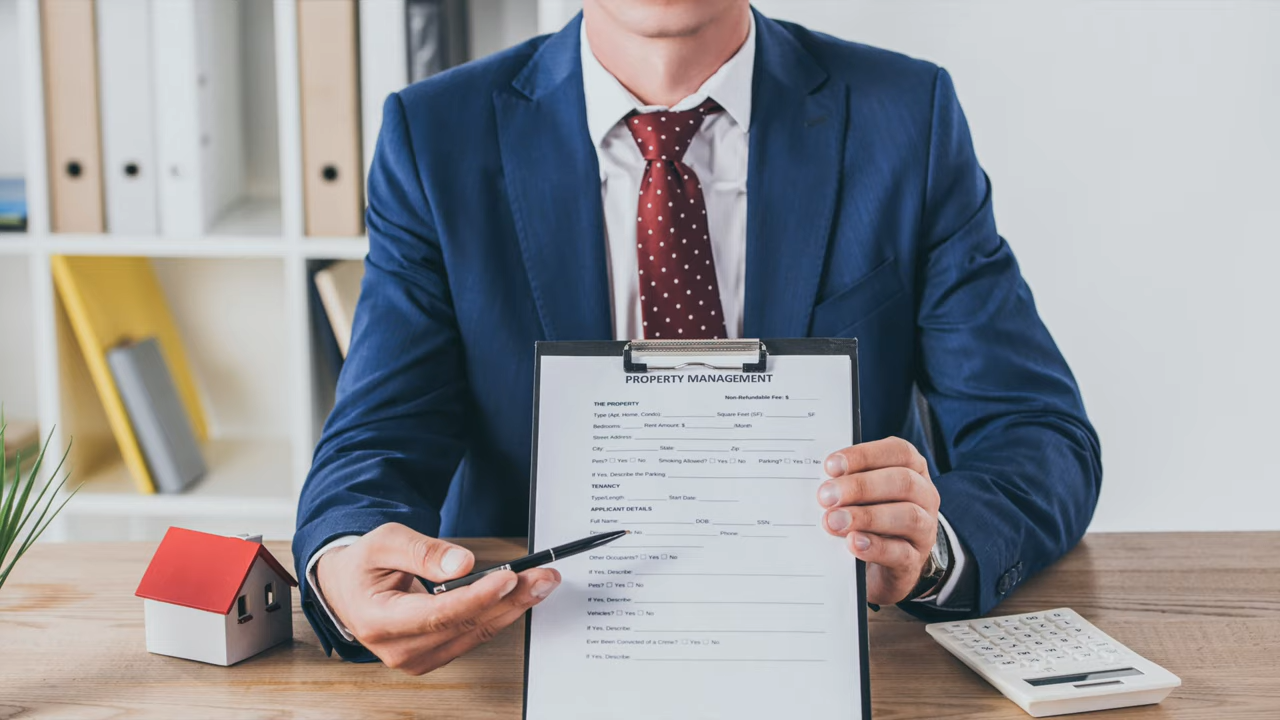 PROPERTY MANAGEMENT
Non-Refundable Fee: $
THE PROPERTY
Type (Apt, Home, Condo) Square Feet (SF) SF
Bedrooms Rent Amount: $ /Month
Street Address:
City: State: Zip:
Pets? ☐ Yes ☐ No Smoking Allowed? ☐ Yes ☐ No Parking? ☐ Yes ☐ No
If Yes, Describe the Parking
TENANCY
Type/Length: Start Date:
APPLICANT DETAILS
Full Name: DOB: SSN:
No. Phone:
Other Occupants? ☐ Yes ☐ No
If Yes, Describe:
Pets? ☐ Yes ☐ No
If Yes, Describe:
Vehicles? ☐ Yes ☐ No
If Yes, Describe:
Ever Been Convicted of a Crime? ☐ Yes ☐ No
If Yes, Describe: